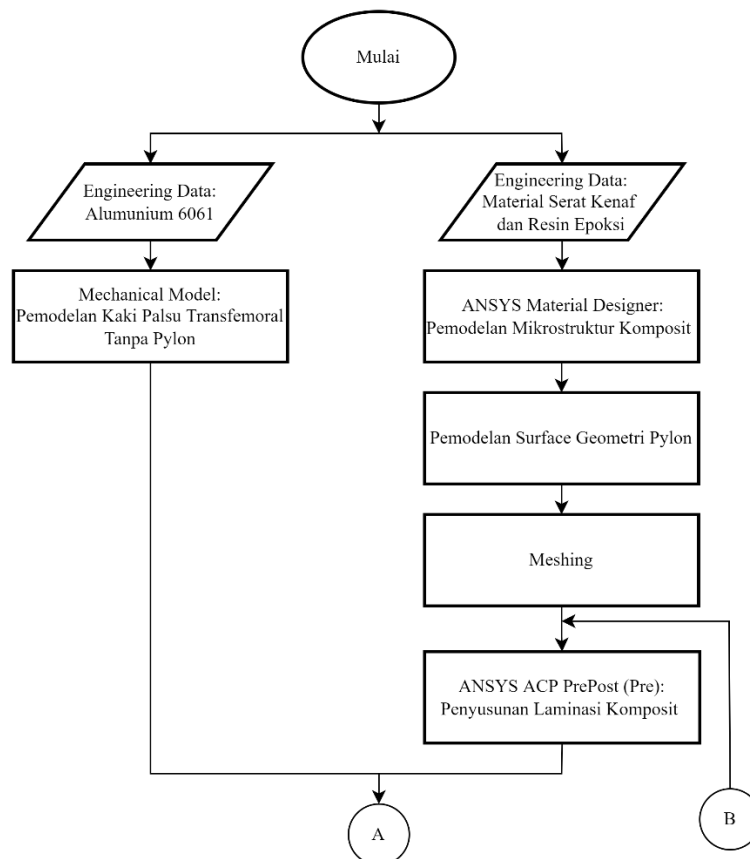 Mulai
Engineering Data:
Alumunium 6061
Engineering Data:
Material Serat Kenaf
dan Resin Epoksi
Mechanical Model:
Pemodelan Kaki Palsu Transfemoral
Tanpa Pylon
ANSYS Material Designer:
Pemodelan Mikrostruktur Komposit
Pemodelan Surface Geometri Pylon
Meshing
ANSYS ACP PrePost (Pre):
Penyusunan Laminasi Komposit
A
B